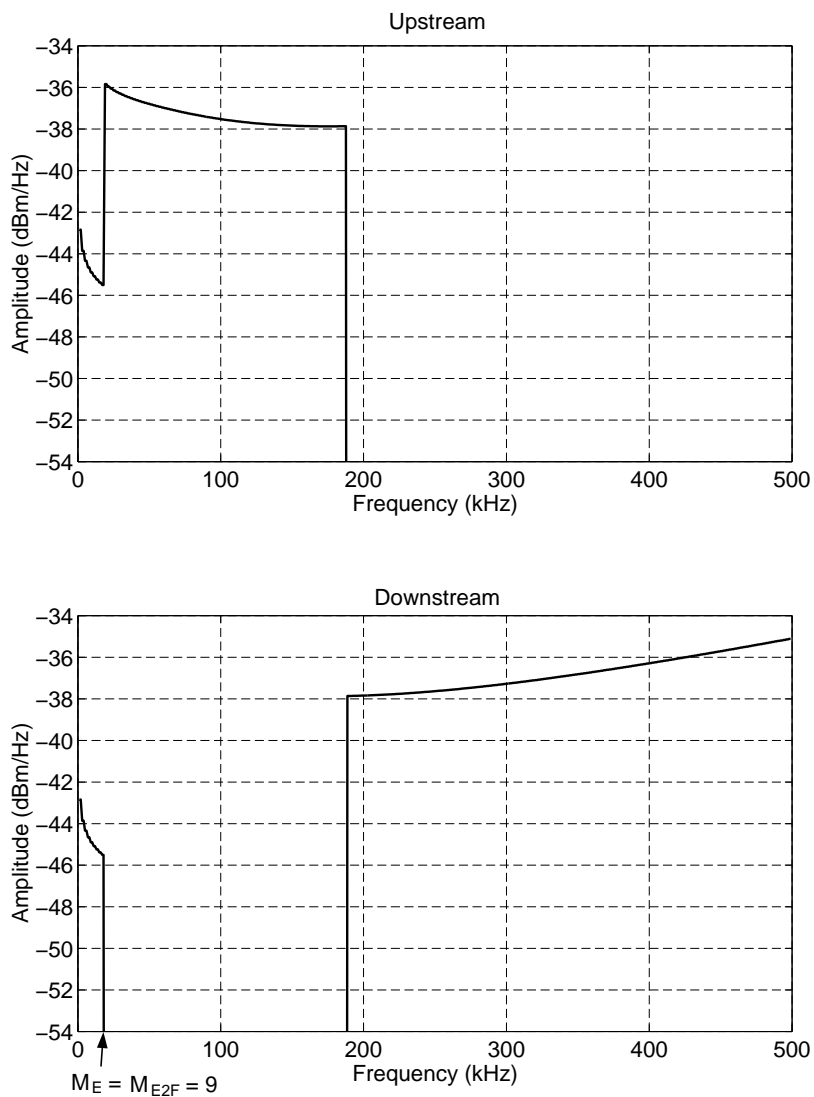 Upstream
−34
−36
−38
−40
−42
−44
−46
−48
−50
−52
−54
Amplitude (dBm/Hz)
0 100 200 300 400 500
Frequency (kHz)
Downstream
−34
−36
−38
−40
−42
−44
−46
−48
−50
−52
−54
Amplitude (dBm/Hz)
0 100 200 300 400 500
Frequency (kHz)
M_E = M_E2F = 9